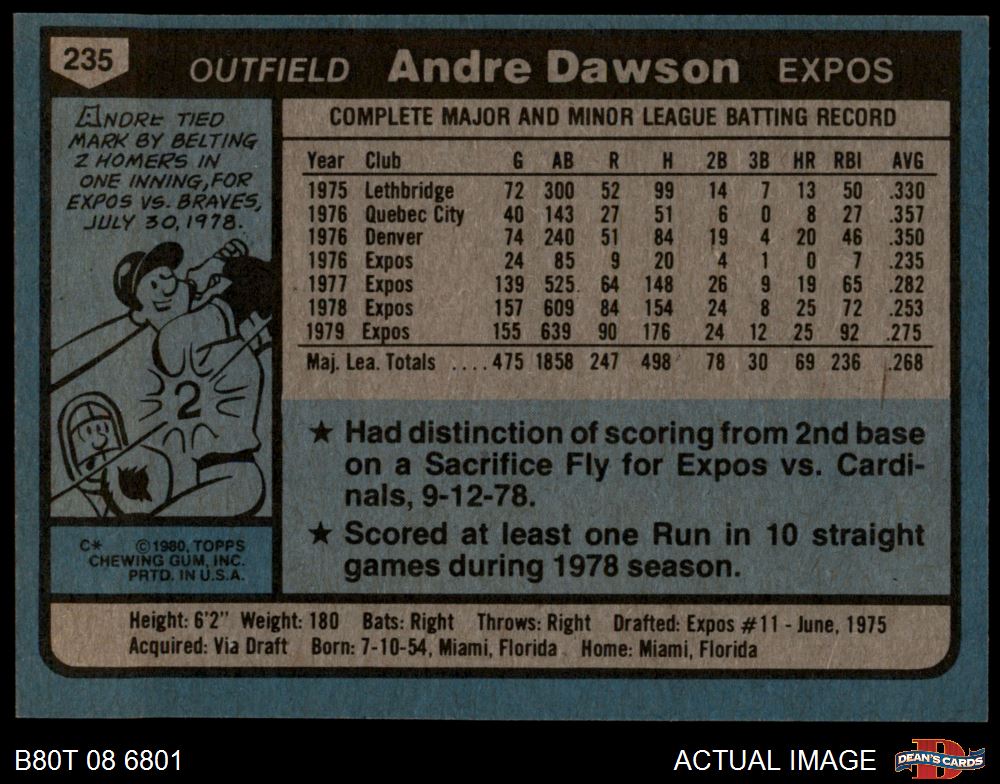 235
OUTFIELD Andre Dawson EXPOS
ANDRE TIED
MARK BY BELTING
2 HOMERS IN
ONE INNING, FOR
EXPOS VS. BRAVES,
JULY 30, 1978.
2
C* ©1980, TOPPS
CHEWING GUM, INC.
PRTD. IN U.S.A.
COMPLETE MAJOR AND MINOR LEAGUE BATTING RECORD
Year Club G AB R H 2B 3B HR RBI AVG
1975 Lethbridge 72 300 52 99 14 7 13 50 .330
1976 Quebec City 40 143 27 51 6 0 8 27 .357
1976 Denver 74 240 51 84 19 4 20 46 .350
1976 Expos 24 85 9 20 4 1 0 7 .235
1977 Expos 139 525 64 148 26 9 19 65 .282
1978 Expos 157 609 84 154 24 8 25 72 .253
1979 Expos 155 639 90 176 24 12 25 92 .275
Maj. Lea. Totals ....475 1858 247 498 78 30 69 236 .268
★ Had distinction of scoring from 2nd base
on a Sacrifice Fly for Expos vs. Cardi-
nals, 9-12-78.
★ Scored at least one Run in 10 straight
games during 1978 season.
Height: 6'2" Weight: 180 Bats: Right Throws: Right Drafted: Expos #11 - June, 1975
Acquired: Via Draft Born: 7-10-54, Miami, Florida Home: Miami, Florida
B80T 08 6801 ACTUAL IMAGE DEAN'S CARDS